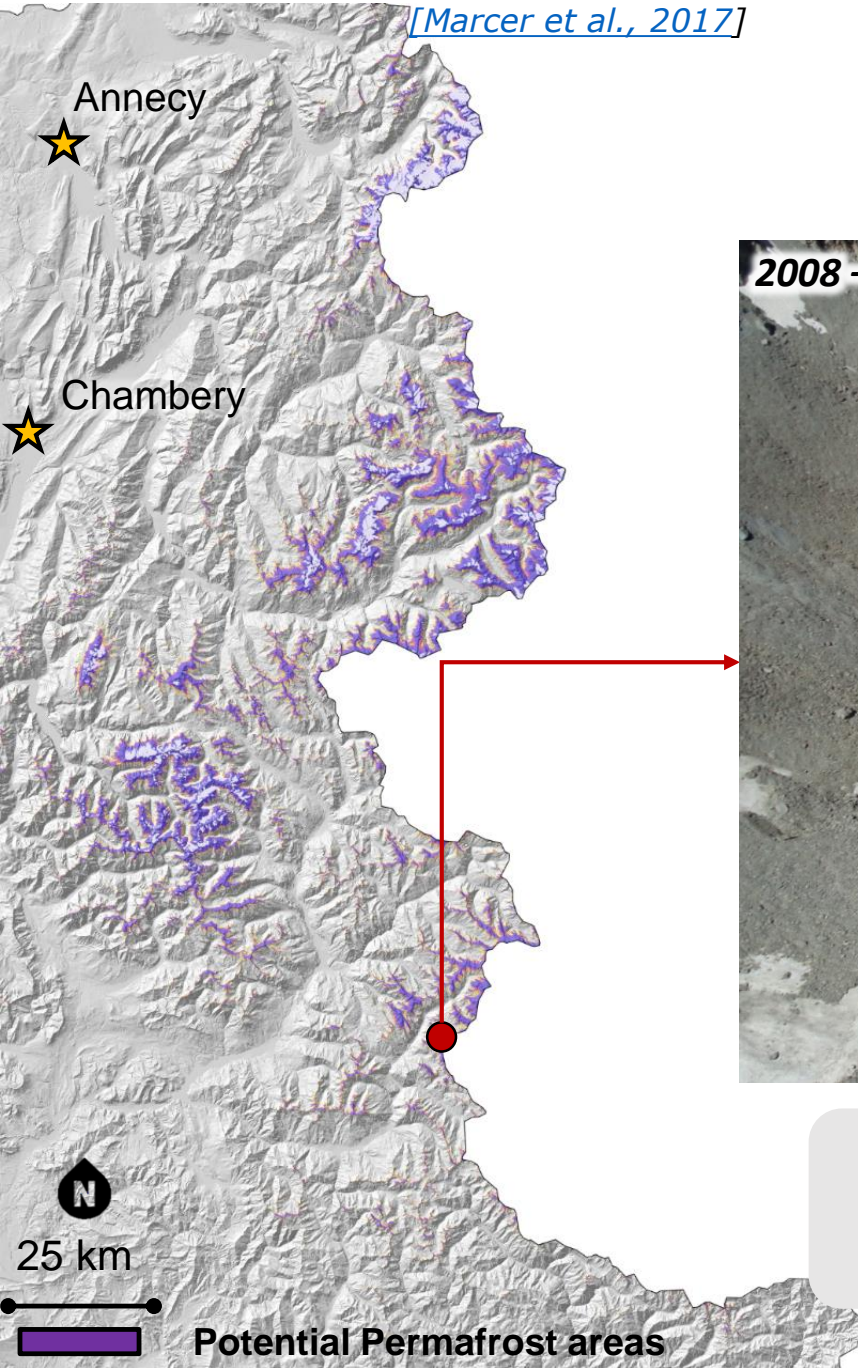 [Marcer et al., 2017]
Annecy
2008 -
Chambery
N
25 km
Potential Permafrost areas